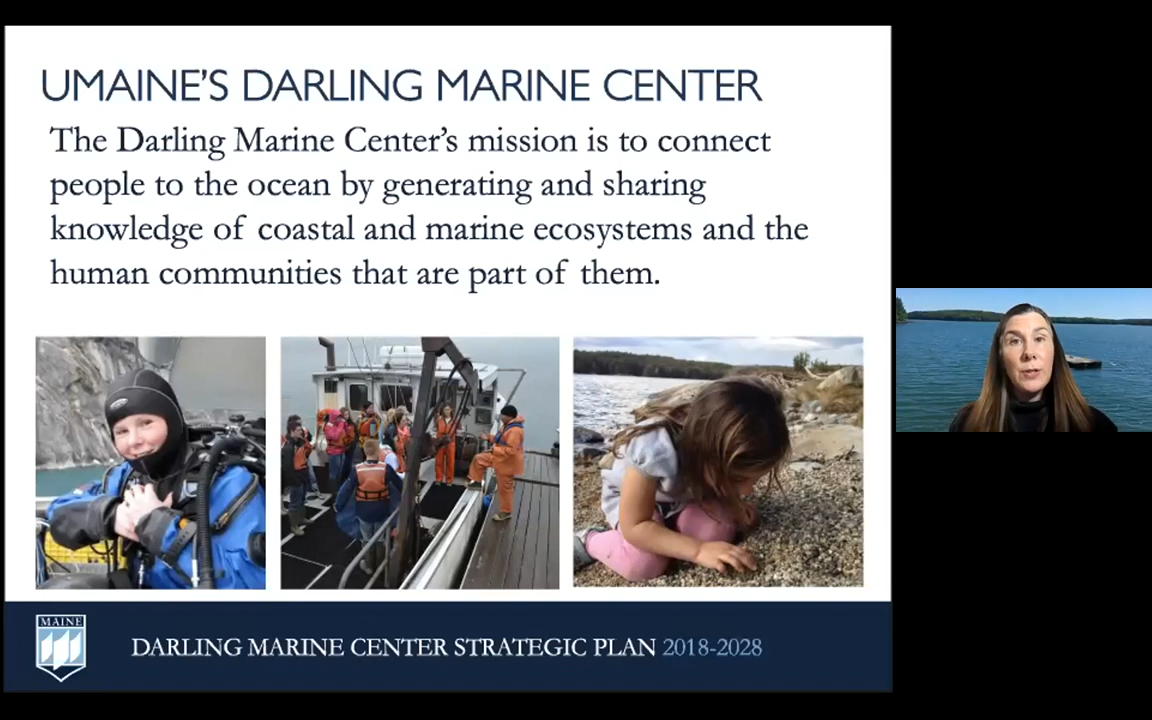 UMAINE'S DARLING MARINE CENTER
The Darling Marine Center's mission is to connect
people to the ocean by generating and sharing
knowledge of coastal and marine ecosystems and the
human communities that are part of them.
MAINE
DARLING MARINE CENTER STRATEGIC PLAN 2018-2028